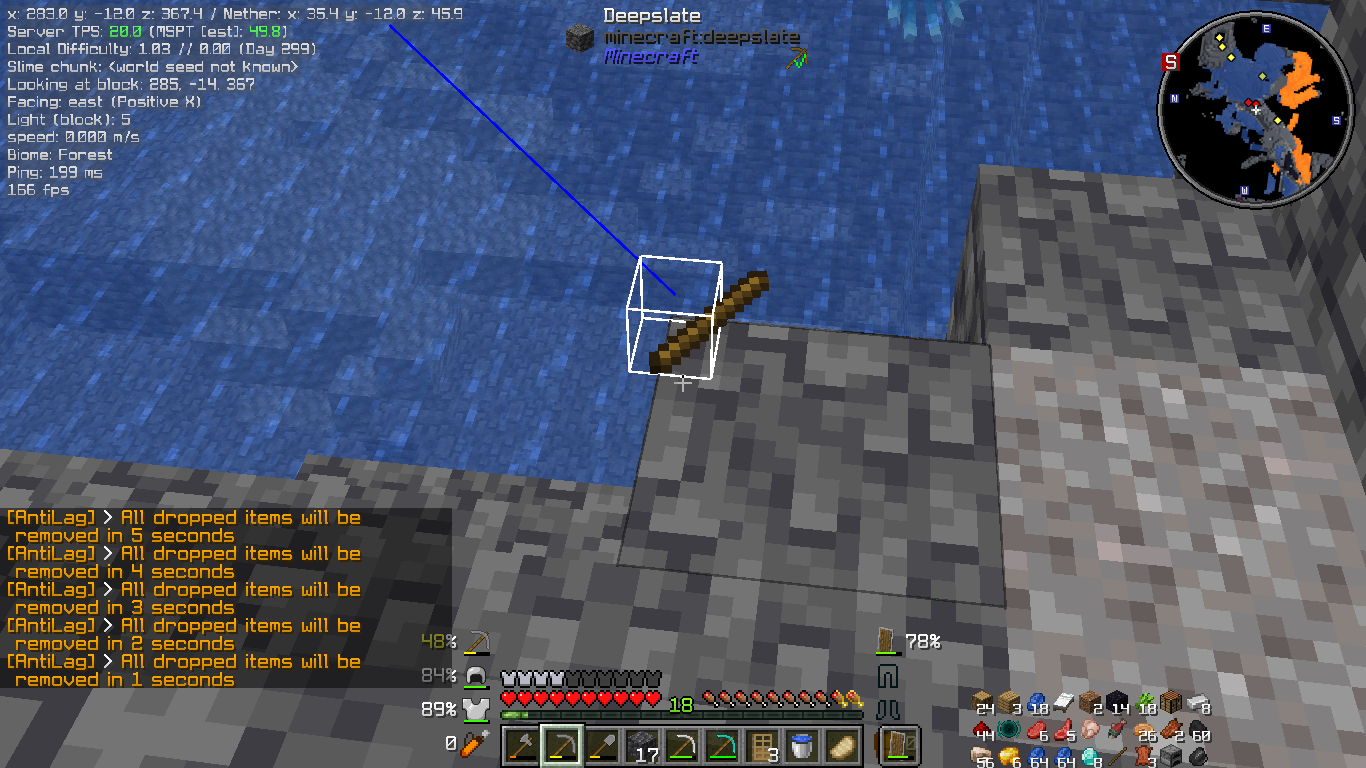 x: 283.0 y: -12.0 z: 367.4 / Nether: x: 35.4 y: -12.0 z: 45.9
Server TPS: 20.0 (MSPT [est]: 49.8)
Local Difficulty: 1.03 // 0.00 (Day 299)
Slime chunk: <world seed not known>
Looking at block: 285, -14, 367
Facing: east (Positive X)
Light (block): 5
speed: 0.000 m/s
Biome: Forest
Ping: 199 ms
166 fps
Deepslate
minecraft:deepslate
Minecraft
E
S
N
S
W
[AntiLag] > All dropped items will be
removed in 5 seconds
[AntiLag] > All dropped items will be
removed in 4 seconds
[AntiLag] > All dropped items will be
removed in 3 seconds
[AntiLag] > All dropped items will be
removed in 2 seconds
[AntiLag] > All dropped items will be
removed in 1 seconds
48%
78%
84%
89%
18
0
17
3
24 3 18 2 14 18 8
44 6 5 26 2 60
56 6 64 64 8 3